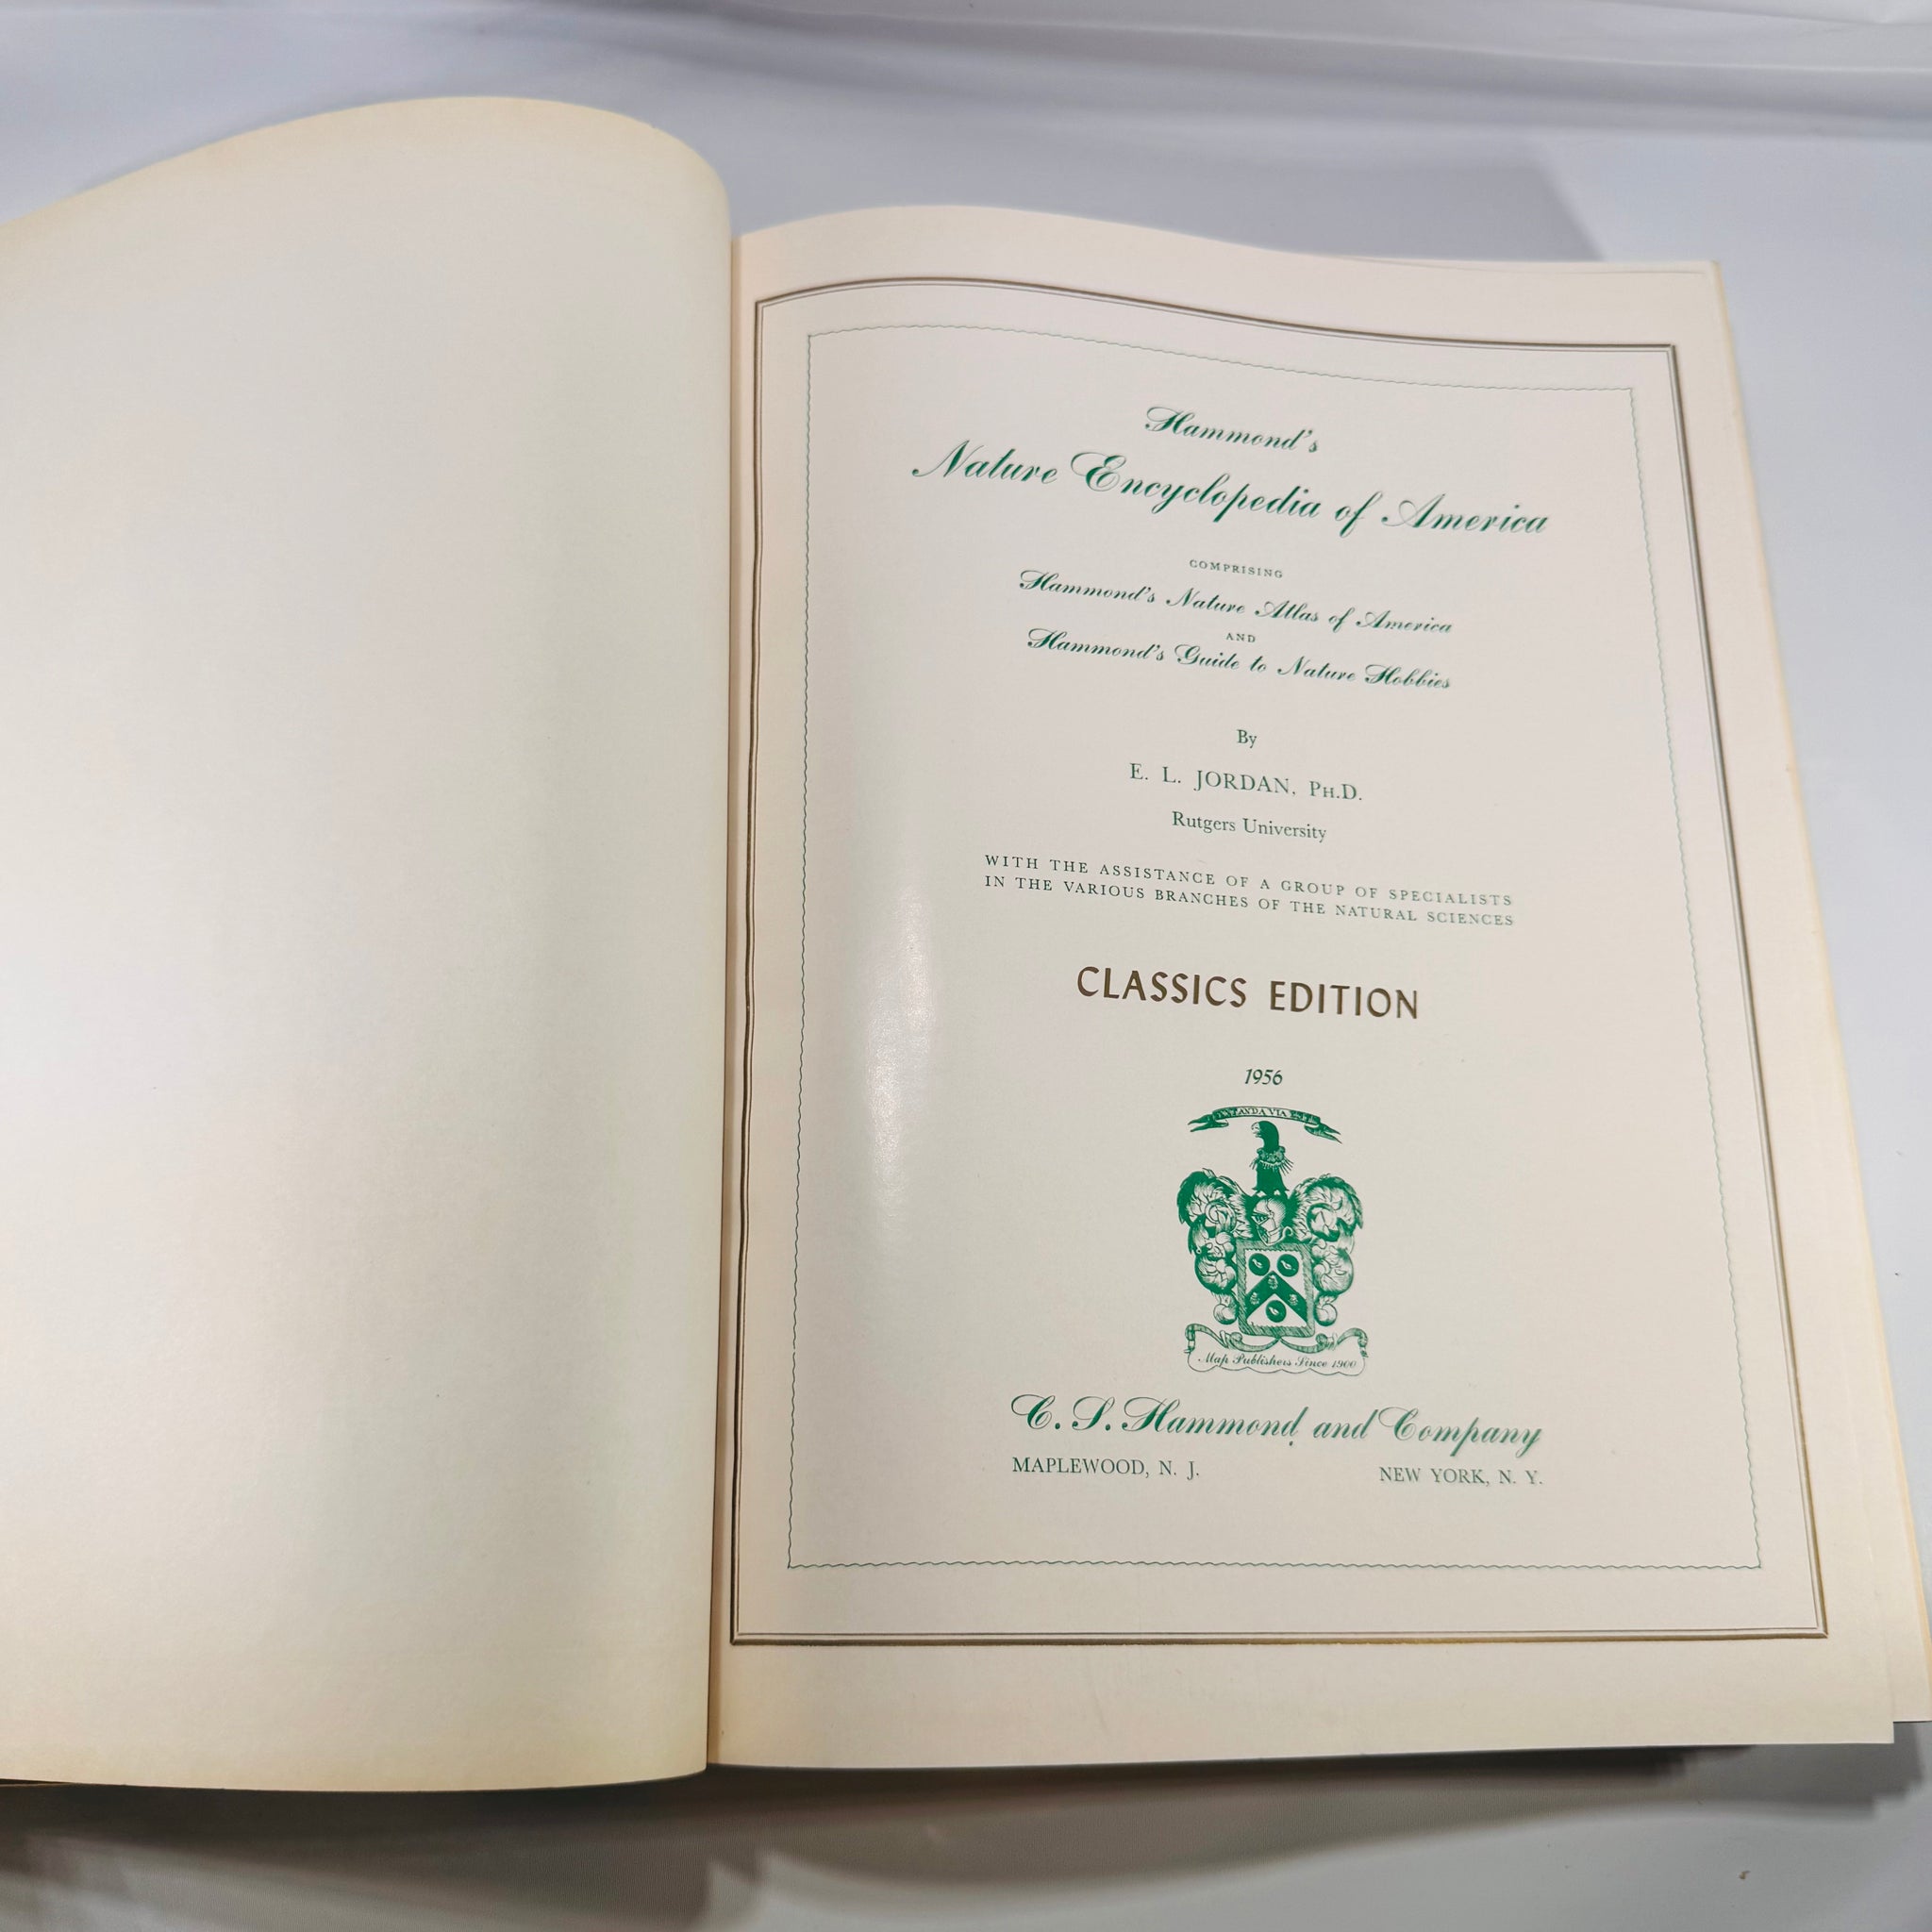 Hammond's
Nature Encyclopedia of America
COMPRISING
Hammond's Nature Atlas of America
AND
Hammond's Guide to Nature Hobbies
By
E. L. JORDAN, PH.D.
Rutgers University
WITH THE ASSISTANCE OF A GROUP OF SPECIALISTS
IN THE VARIOUS BRANCHES OF THE NATURAL SCIENCES
CLASSICS EDITION
1956
VIA
Map Publishers Since 1900
C. S. Hammond and Company
MAPLEWOOD, N. J. NEW YORK, N. Y.